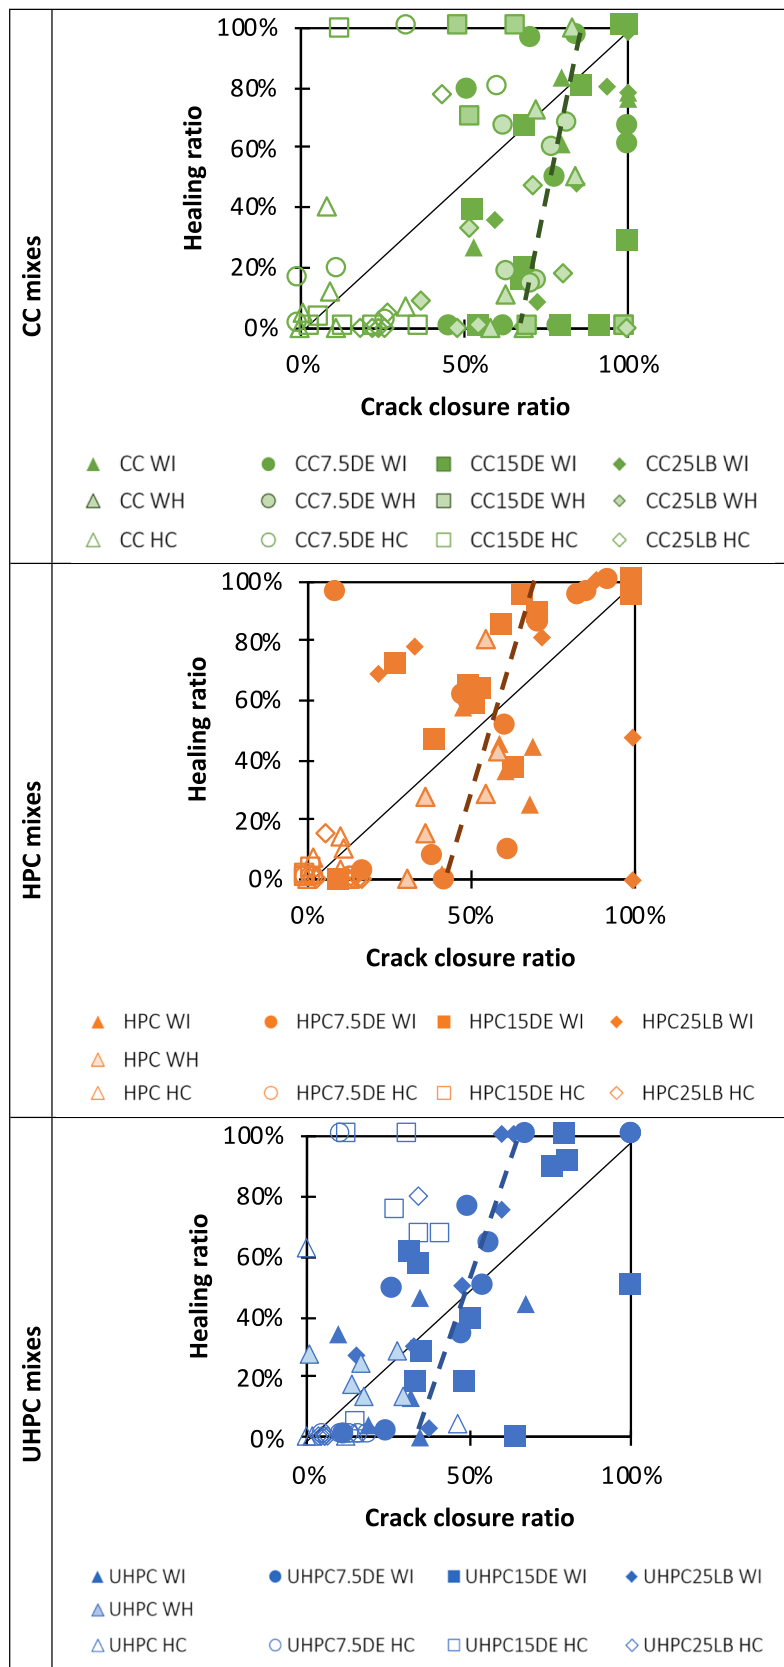 CC mixes
Healing ratio
100%
80%
60%
40%
20%
0%
0% 50% 100%
Crack closure ratio
CC WI CC7.5DE WI CC15DE WI CC25LB WI
CC WH CC7.5DE WH CC15DE WH CC25LB WH
CC HC CC7.5DE HC CC15DE HC CC25LB HC
HPC mixes
Healing ratio
100%
80%
60%
40%
20%
0%
0% 50% 100%
Crack closure ratio
HPC WI HPC7.5DE WI HPC15DE WI HPC25LB WI
HPC WH
HPC HC HPC7.5DE HC HPC15DE HC HPC25LB HC
UHPC mixes
Healing ratio
100%
80%
60%
40%
20%
0%
0% 50% 100%
Crack closure ratio
UHPC WI UHPC7.5DE WI UHPC15DE WI UHPC25LB WI
UHPC WH
UHPC HC UHPC7.5DE HC UHPC15DE HC UHPC25LB HC